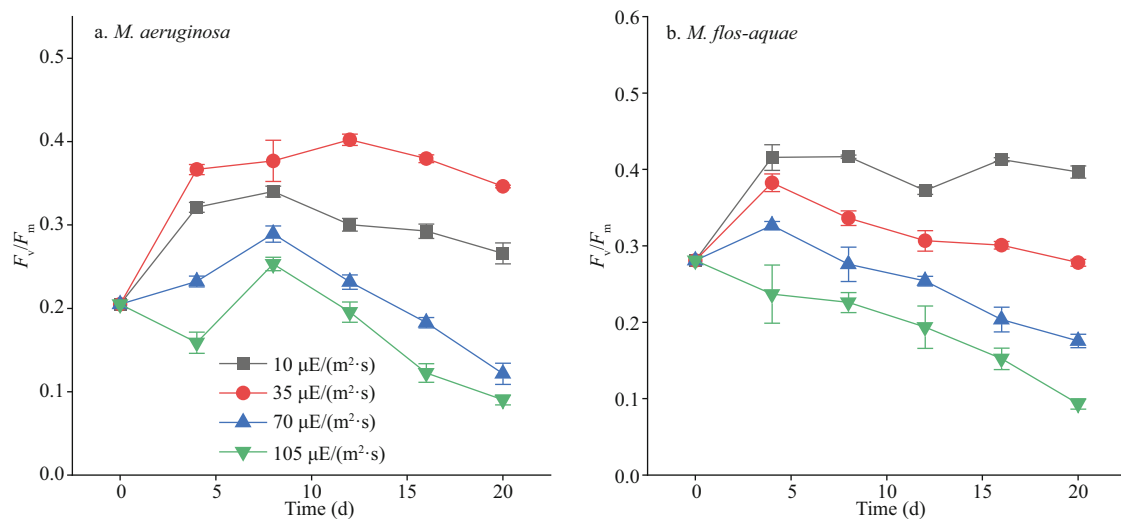 a. M. aeruginosa
0.5
0.4
0.3
0.2
0.1
0.0
Fv/Fm
10 μE/(m²·s)
35 μE/(m²·s)
70 μE/(m²·s)
105 μE/(m²·s)
0 5 10 15 20
Time (d)
b. M. flos-aquae
0.6
0.5
0.4
0.3
0.2
0.1
0.0
Fv/Fm
0 5 10 15 20
Time (d)